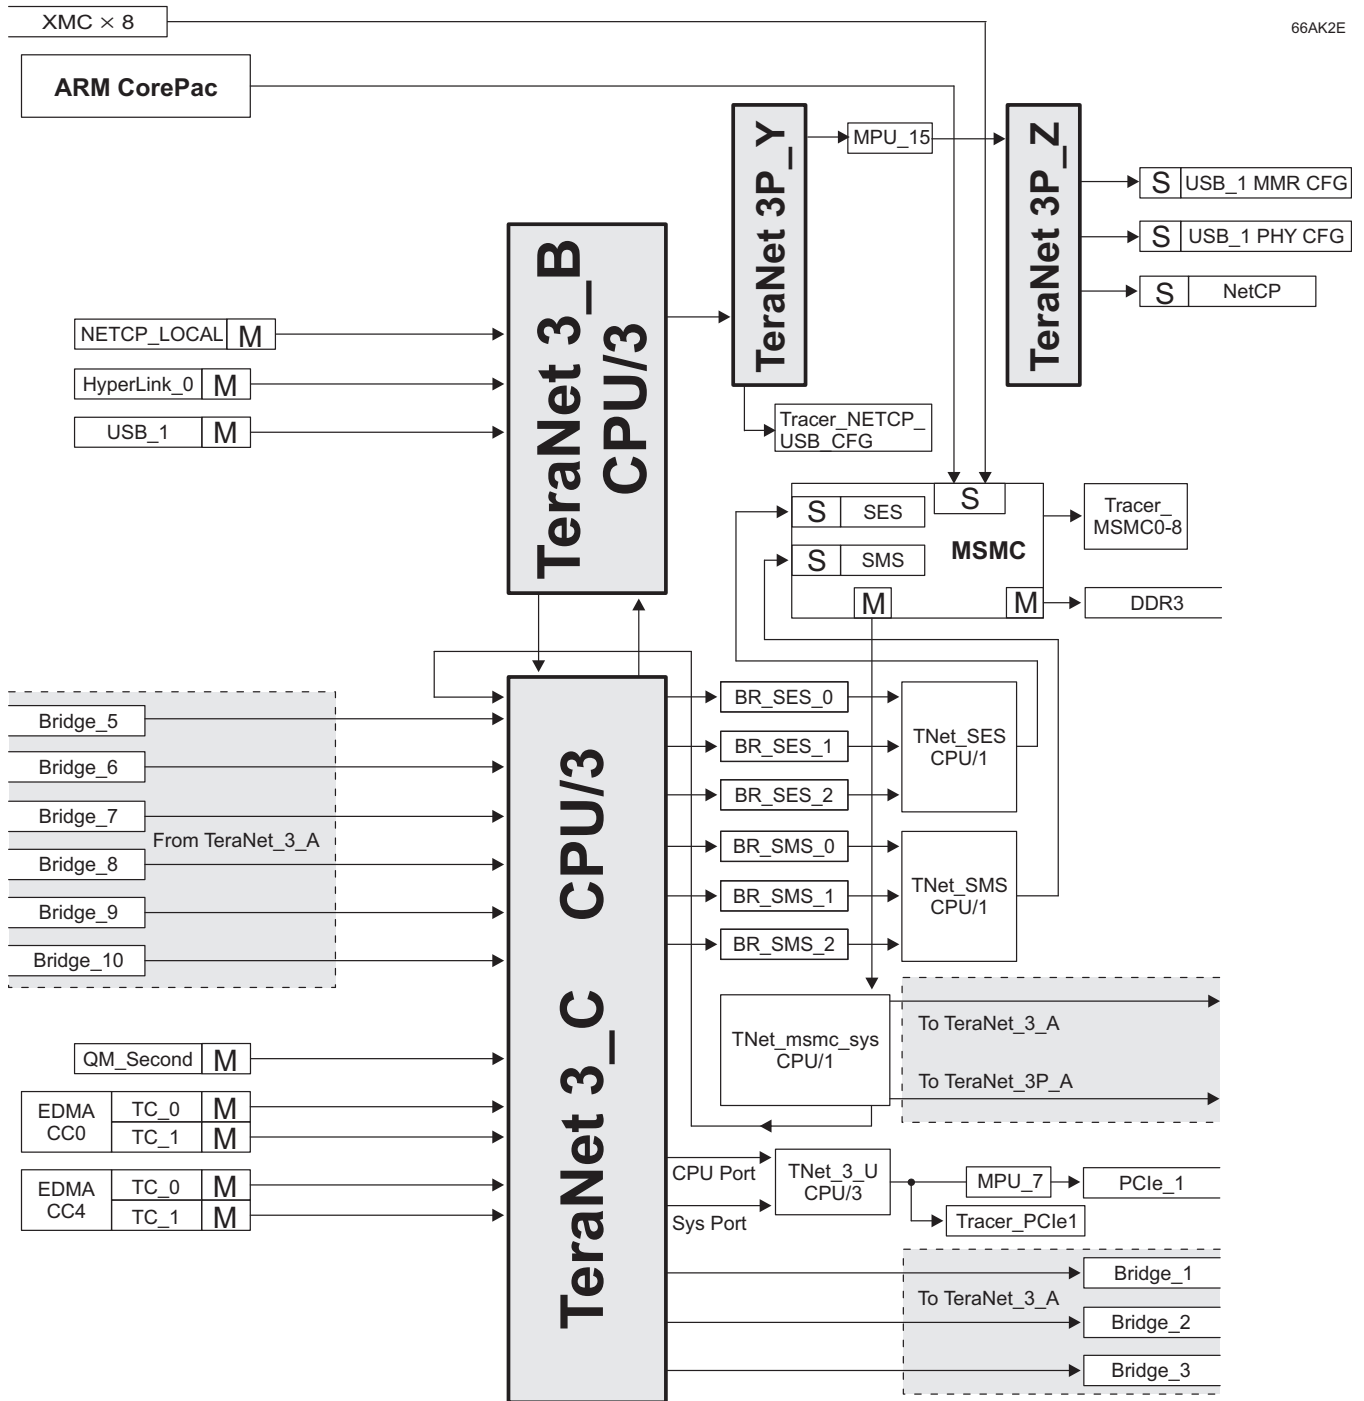 XMC × 8
66AK2E
ARM CorePac
TeraNet 3P_Y
MPU_15
TeraNet 3P_Z
S USB_1 MMR CFG
S USB_1 PHY CFG
S NetCP
TeraNet 3_B
CPU/3
NETCP_LOCAL M
HyperLink_0 M
USB_1 M
Tracer_NETCP_
USB_CFG
S
S SES
S SMS
MSMC
M
M
Tracer_
MSMC0-8
DDR3
Bridge_5
Bridge_6
Bridge_7
From TeraNet_3_A
Bridge_8
Bridge_9
Bridge_10
TeraNet 3_C CPU/3
BR_SES_0
BR_SES_1
BR_SES_2
TNet_SES
CPU/1
BR_SMS_0
BR_SMS_1
BR_SMS_2
TNet_SMS
CPU/1
TNet_msmc_sys
CPU/1
To TeraNet_3_A
To TeraNet_3P_A
QM_Second M
EDMA
CC0
TC_0 M
TC_1 M
EDMA
CC4
TC_0 M
TC_1 M
CPU Port
Sys Port
TNet_3_U
CPU/3
MPU_7
PCIe_1
Tracer_PCIe1
To TeraNet_3_A
Bridge_1
Bridge_2
Bridge_3